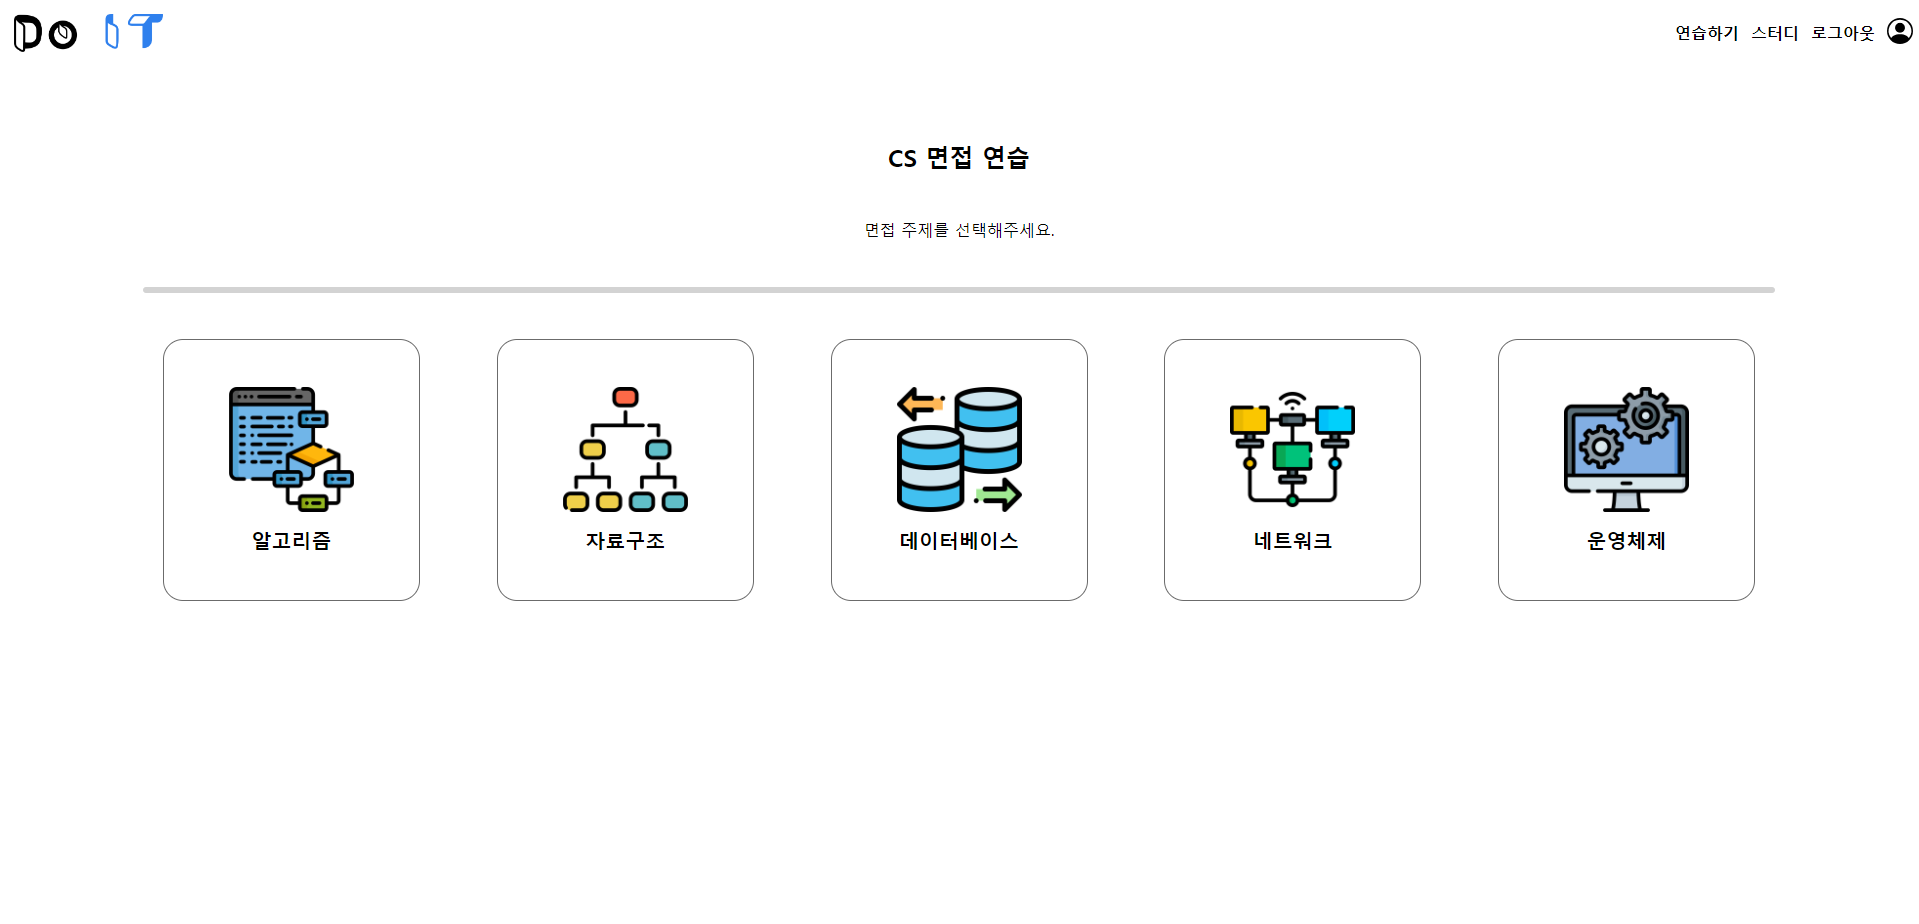 Do IT
연습하기 스터디 로그아웃
CS 면접 연습
면접 주제를 선택해주세요.
알고리즘
자료구조
데이터베이스
네트워크
운영체제